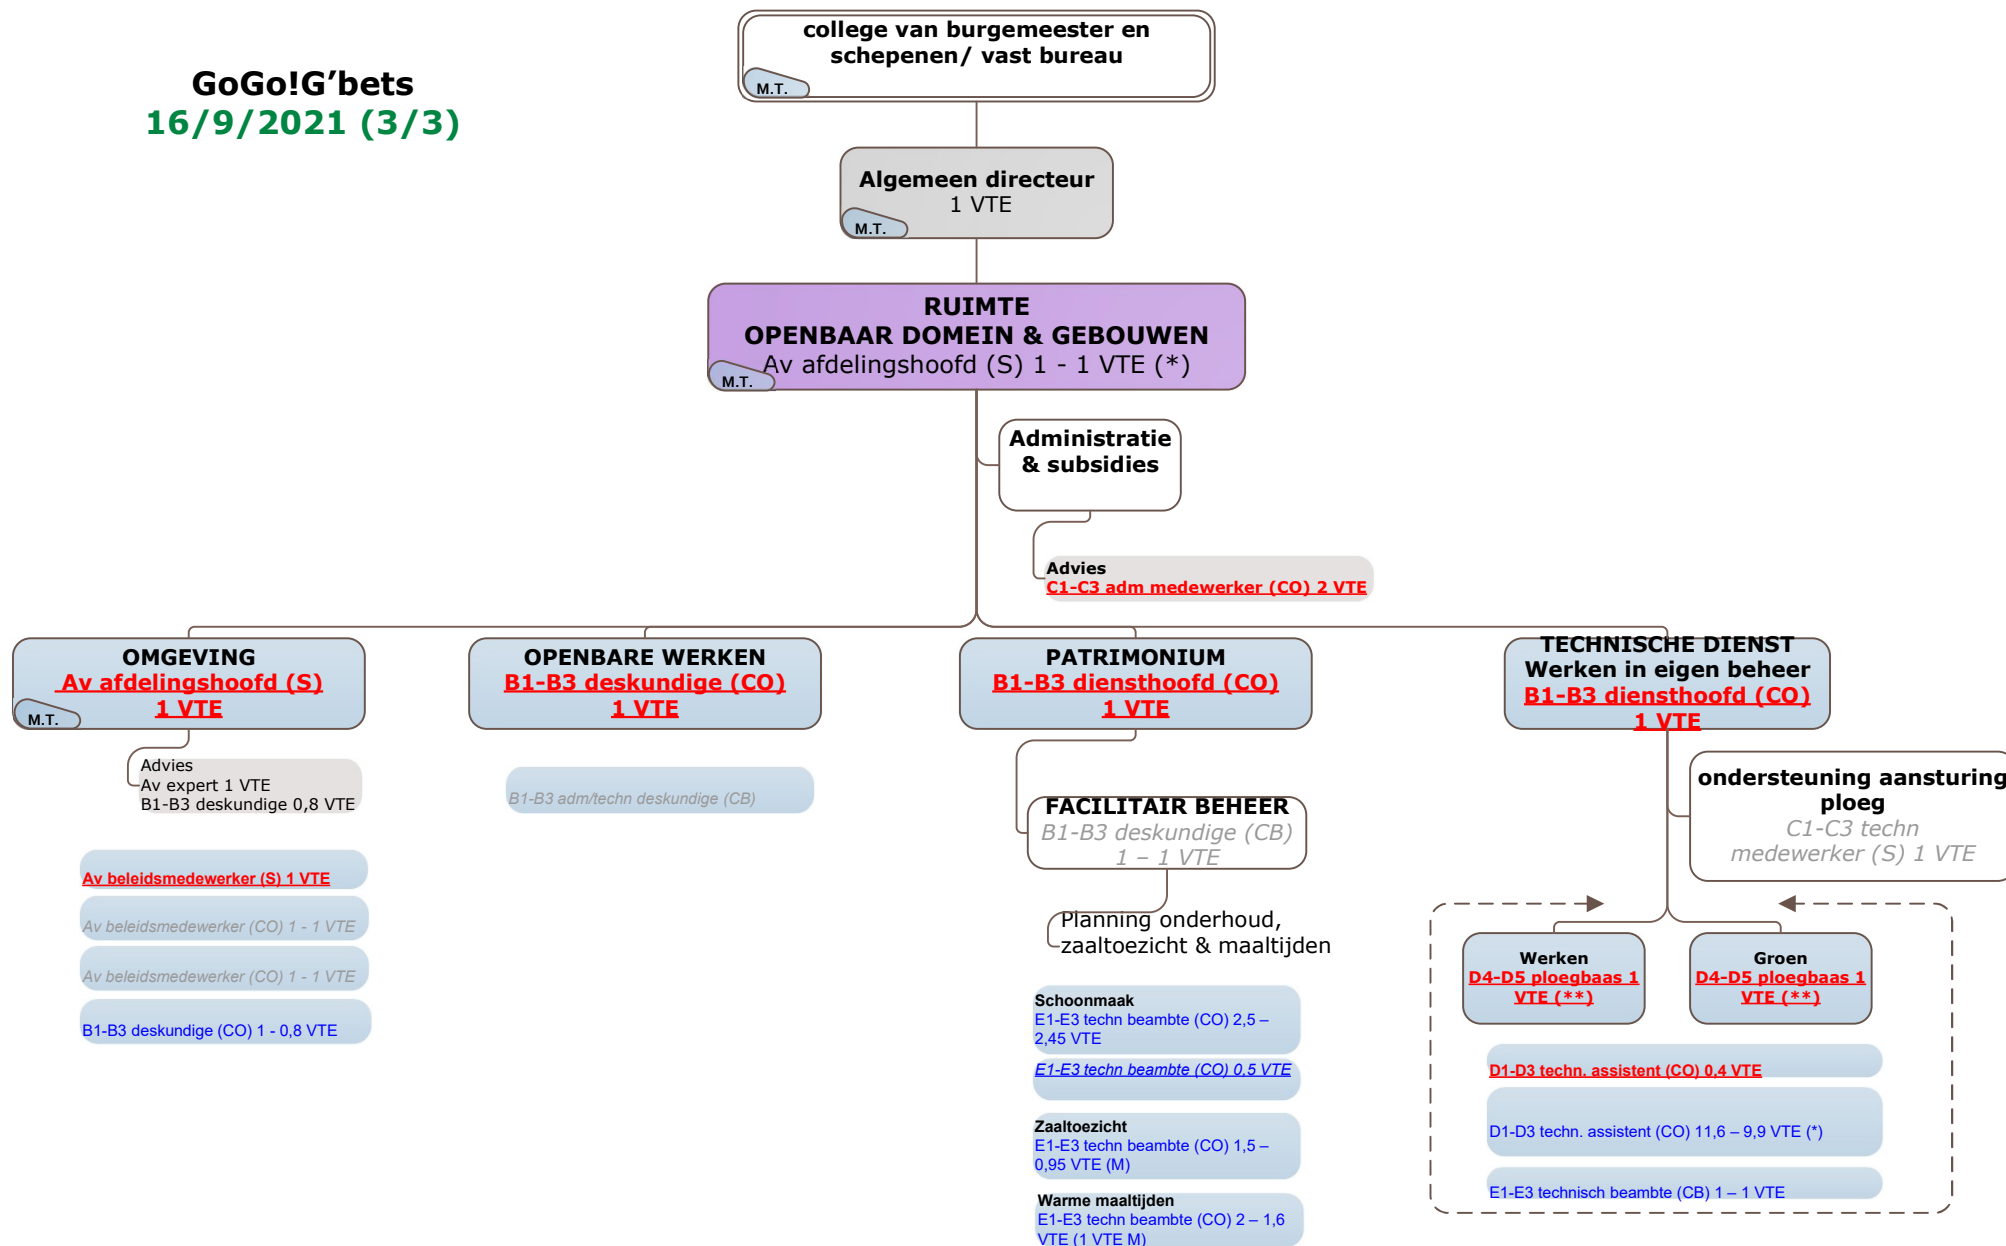 GoGo!G’bets
16/9/2021 (3/3)
college van burgemeester en
schepenen/ vast bureau
M.T.
Algemeen directeur
1 VTE
M.T.
RUIMTE
OPENBAAR DOMEIN & GEBOUWEN
Av afdelingshoofd (S) 1 - 1 VTE (*)
M.T.
Administratie
& subsidies
Advies
C1-C3 adm medewerker (CO) 2 VTE
OMGEVING
Av afdelingshoofd (S)
1 VTE
M.T.
Advies
Av expert 1 VTE
B1-B3 deskundige 0,8 VTE
Av beleidsmedewerker (S) 1 VTE
Av beleidsmedewerker (CO) 1 - 1 VTE
Av beleidsmedewerker (CO) 1 - 1 VTE
B1-B3 deskundige (CO) 1 - 0,8 VTE
OPENBARE WERKEN
B1-B3 deskundige (CO)
1 VTE
B1-B3 adm/techn deskundige (CB)
PATRIMONIUM
B1-B3 diensthoofd (CO)
1 VTE
FACILITAIR BEHEER
B1-B3 deskundige (CB)
1 – 1 VTE
Planning onderhoud,
zaaltoezicht & maaltijden
Schoonmaak
E1-E3 techn beambte (CO) 2,5 –
2,45 VTE
E1-E3 techn beambte (CO) 0,5 VTE
Zaaltoezicht
E1-E3 techn beambte (CO) 1,5 –
0,95 VTE (M)
Warme maaltijden
E1-E3 techn beambte (CO) 2 – 1,6
VTE (1 VTE M)
TECHNISCHE DIENST
Werken in eigen beheer
B1-B3 diensthoofd (CO)
1 VTE
ondersteuning aansturing
ploeg
C1-C3 techn
medewerker (S) 1 VTE
Werken
D4-D5 ploegbaas 1
VTE (**)
Groen
D4-D5 ploegbaas 1
VTE (**)
D1-D3 techn. assistent (CO) 0,4 VTE
D1-D3 techn. assistent (CO) 11,6 – 9,9 VTE (*)
E1-E3 technisch beambte (CB) 1 – 1 VTE